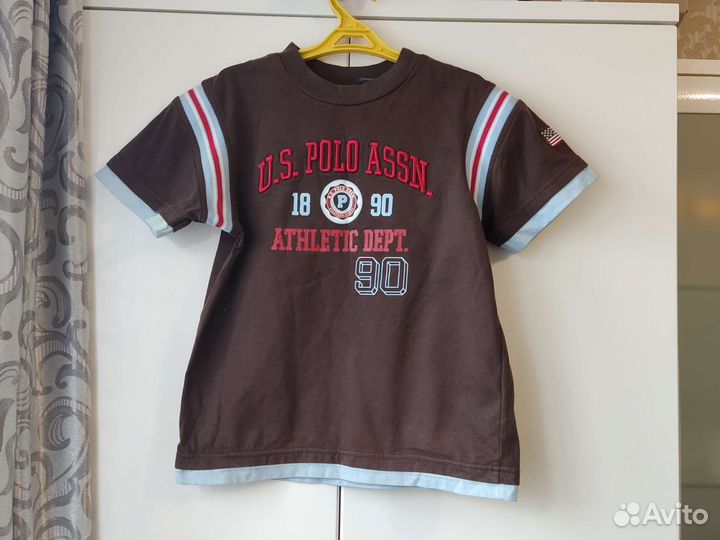 U.S. POLO ASSN.
18 P 90
ATHLETIC DEPT.
90
Avito